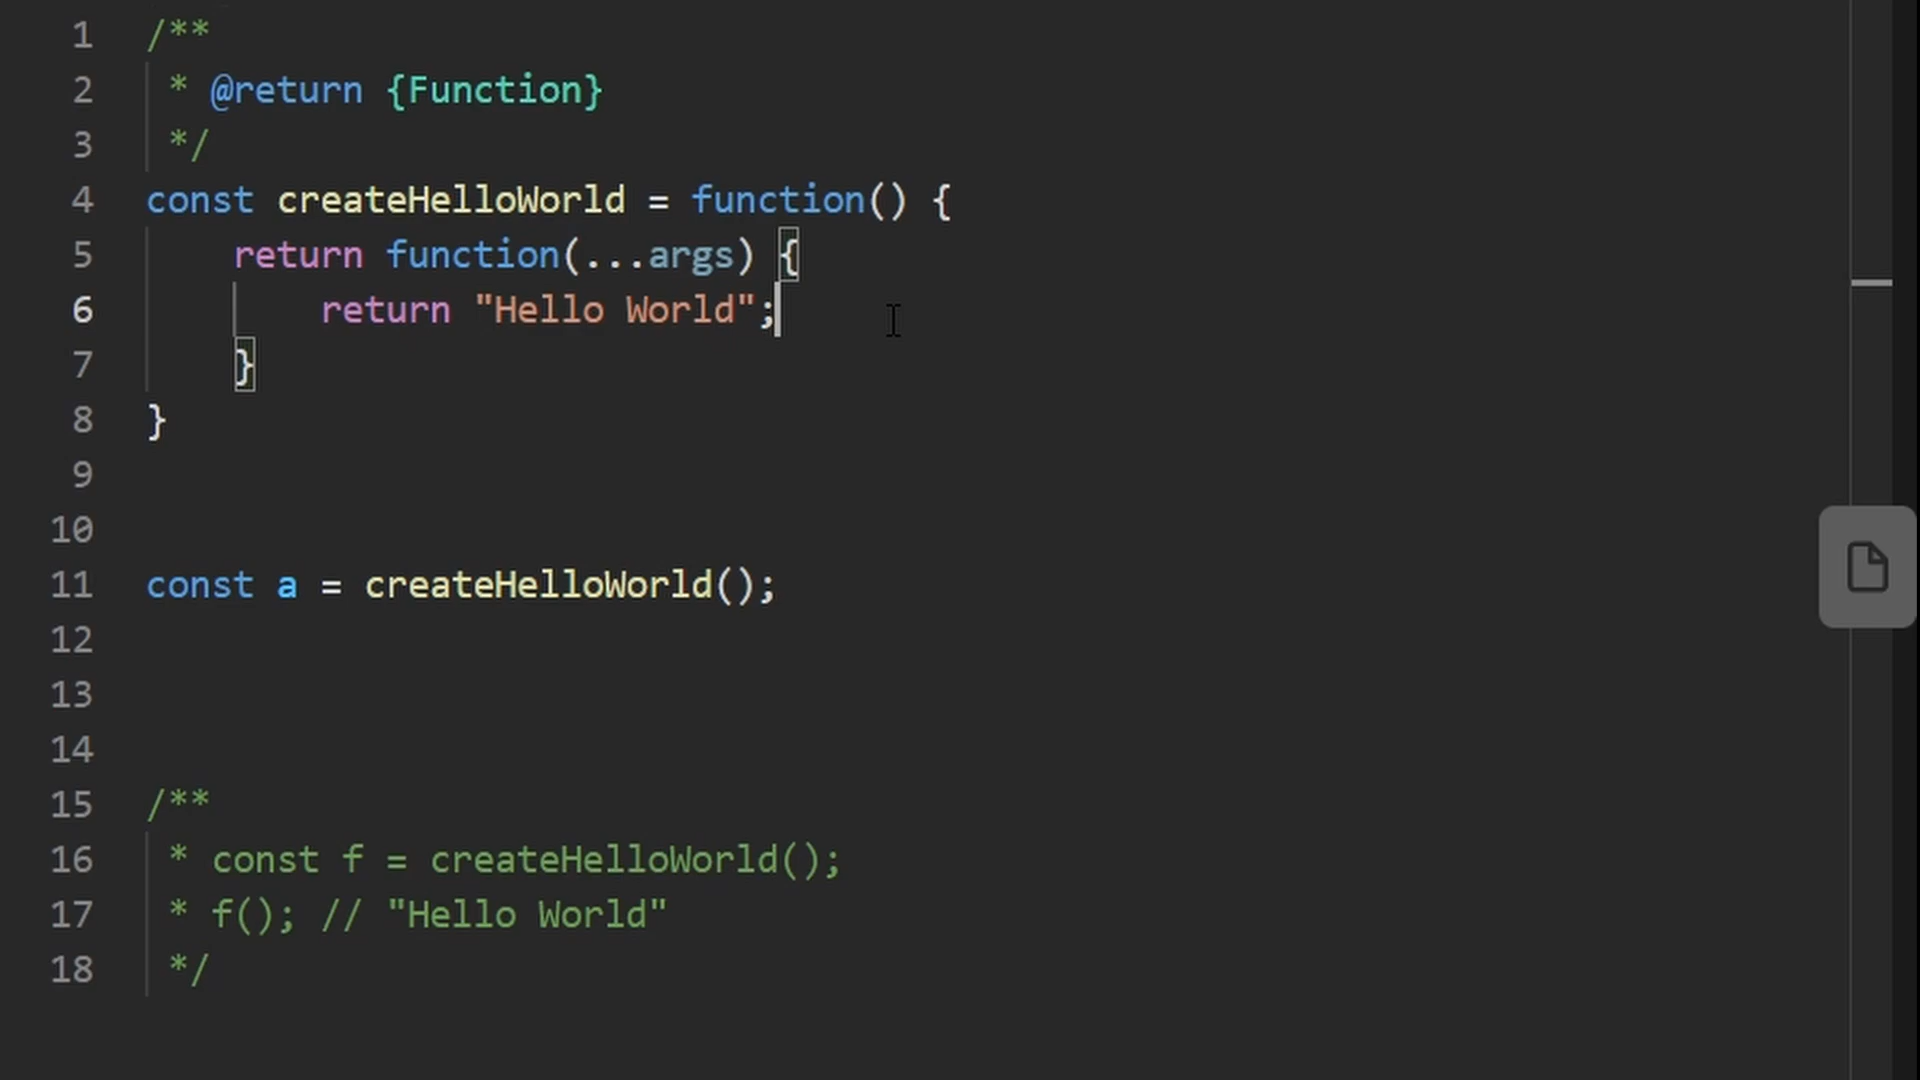 1 /**
2 * @return {Function}
3 */
4 const createHelloWorld = function() {
5 return function(...args) {
6 return "Hello World";
7 }
8 }
9
10
11 const a = createHelloWorld();
12
13
14
15 /**
16 * const f = createHelloWorld();
17 * f(); // "Hello World"
18 */